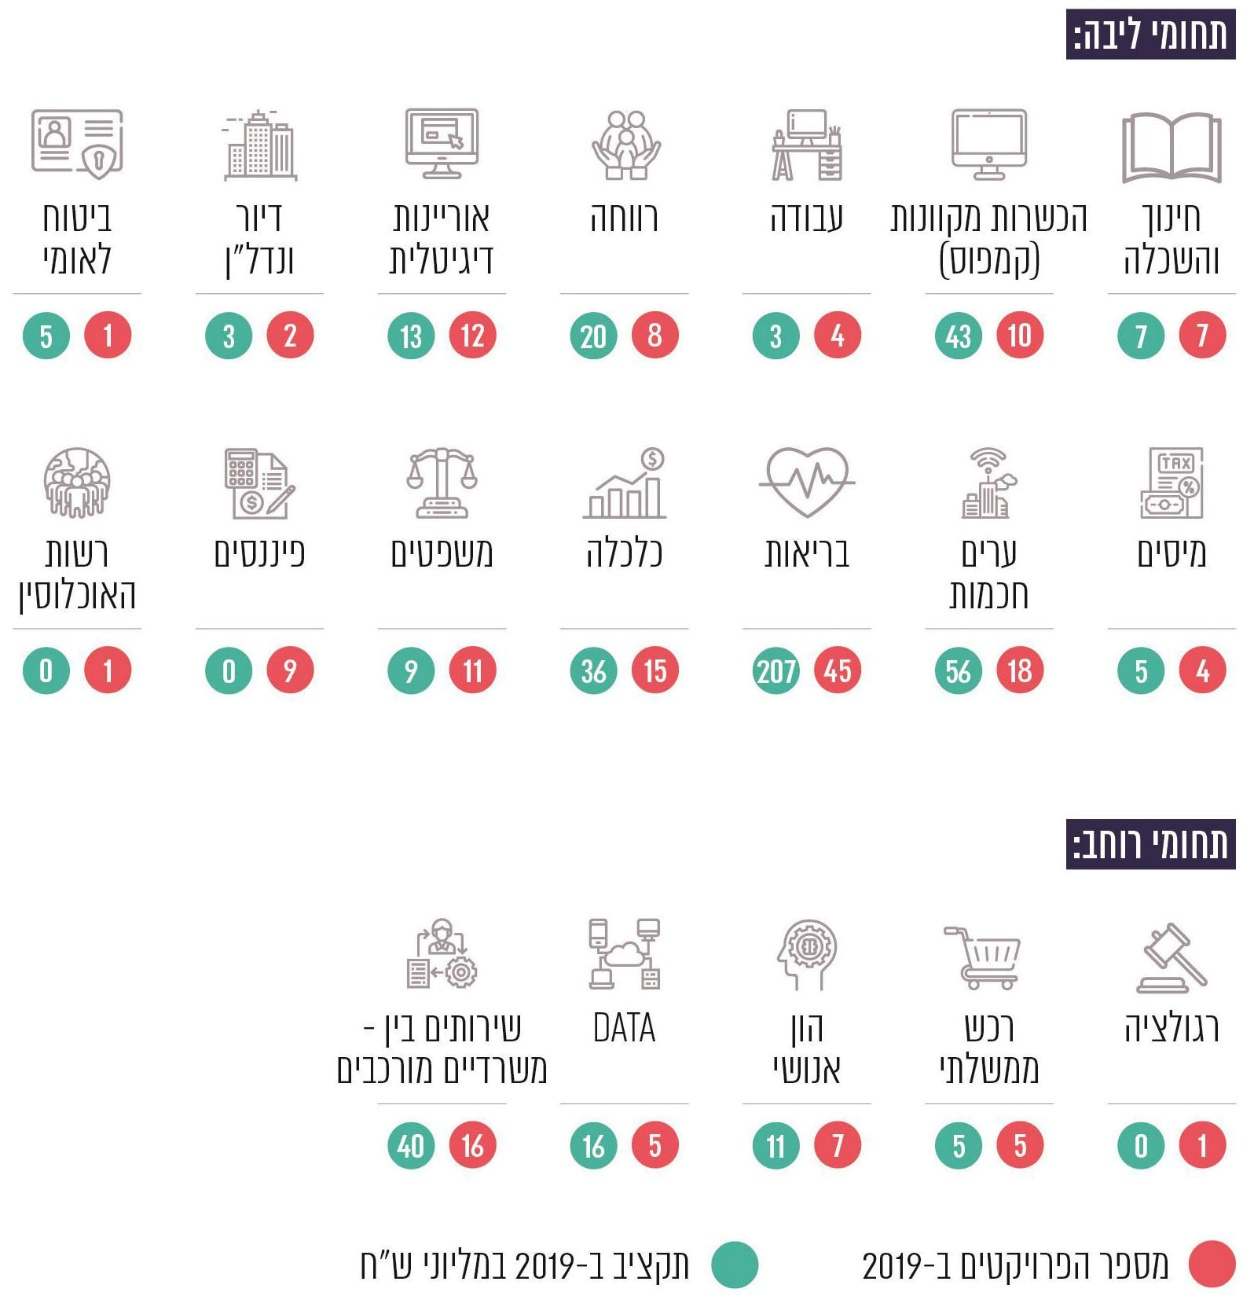 תחומי ליבה:
חינוך
והשכלה
7 7
הכשרות מקוונות
(קמפוס)
10 43
עבודה
4 3
רווחה
8 20
אוריינות
דיגיטלית
12 13
דיור
ונדל"ן
2 3
ביטוח
לאומי
1 5
TAX
%
$
מיסים
4 5
ערים
חכמות
18 56
בריאות
45 207
$
כלכלה
15 36
משפטים
11 9
$
פיננסים
9 0
רשות
האוכלוסין
1 0
תחומי רוחב:
רגולציה
1 0
רכש
ממשלתי
5 5
הון
אנושי
7 11
DATA
5 16
שירותים בין -
משרדיים מורכבים
16 40
מספר הפרויקטים ב-2019
תקציב ב-2019 במליוני ש"ח